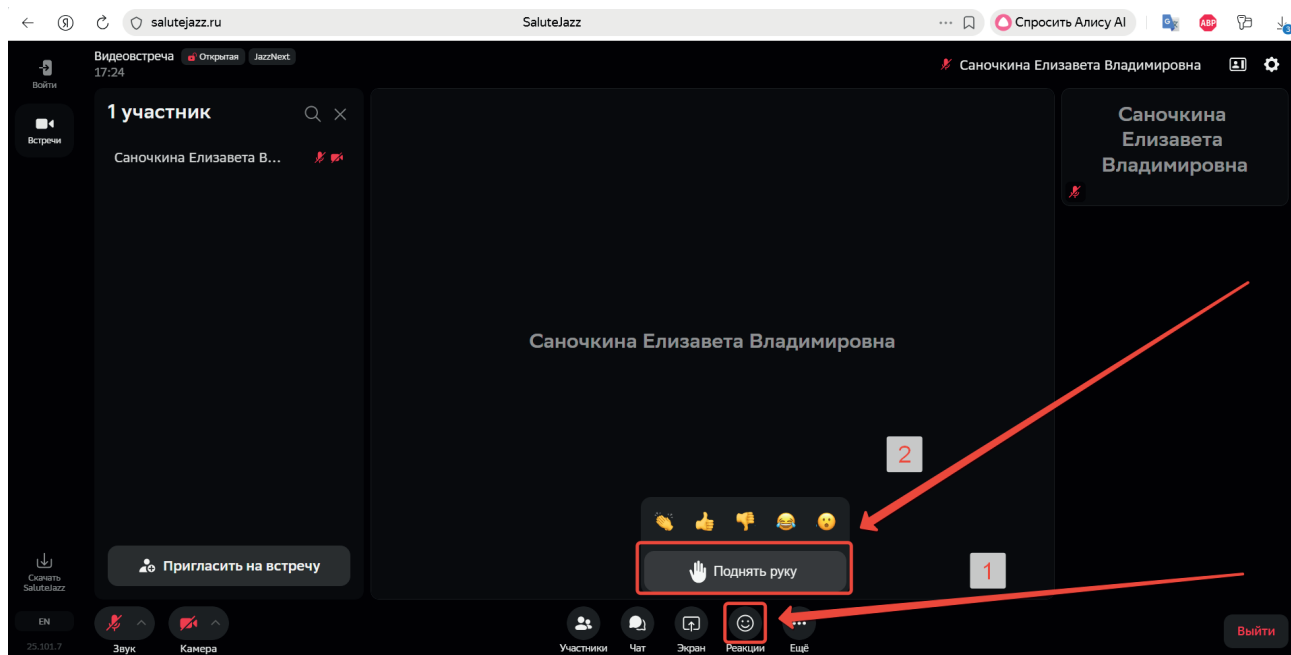 salutejazz.ru
SaluteJazz
Спросить Алису AI
ABP
3
Войти
Встречи
Видеовстреча
Открытая
JazzNext
17:24
Саночкина Елизавета Владимировна
1 участник
Саночкина Елизавета В...
Саночкина
Елизавета
Владимировна
Саночкина Елизавета Владимировна
2
Поднять руку
1
Пригласить на встречу
Скачать
SaluteJazz
EN
25.101.7
Звук
Камера
Участники
Чат
Экран
Реакции
Ещё
Выйти